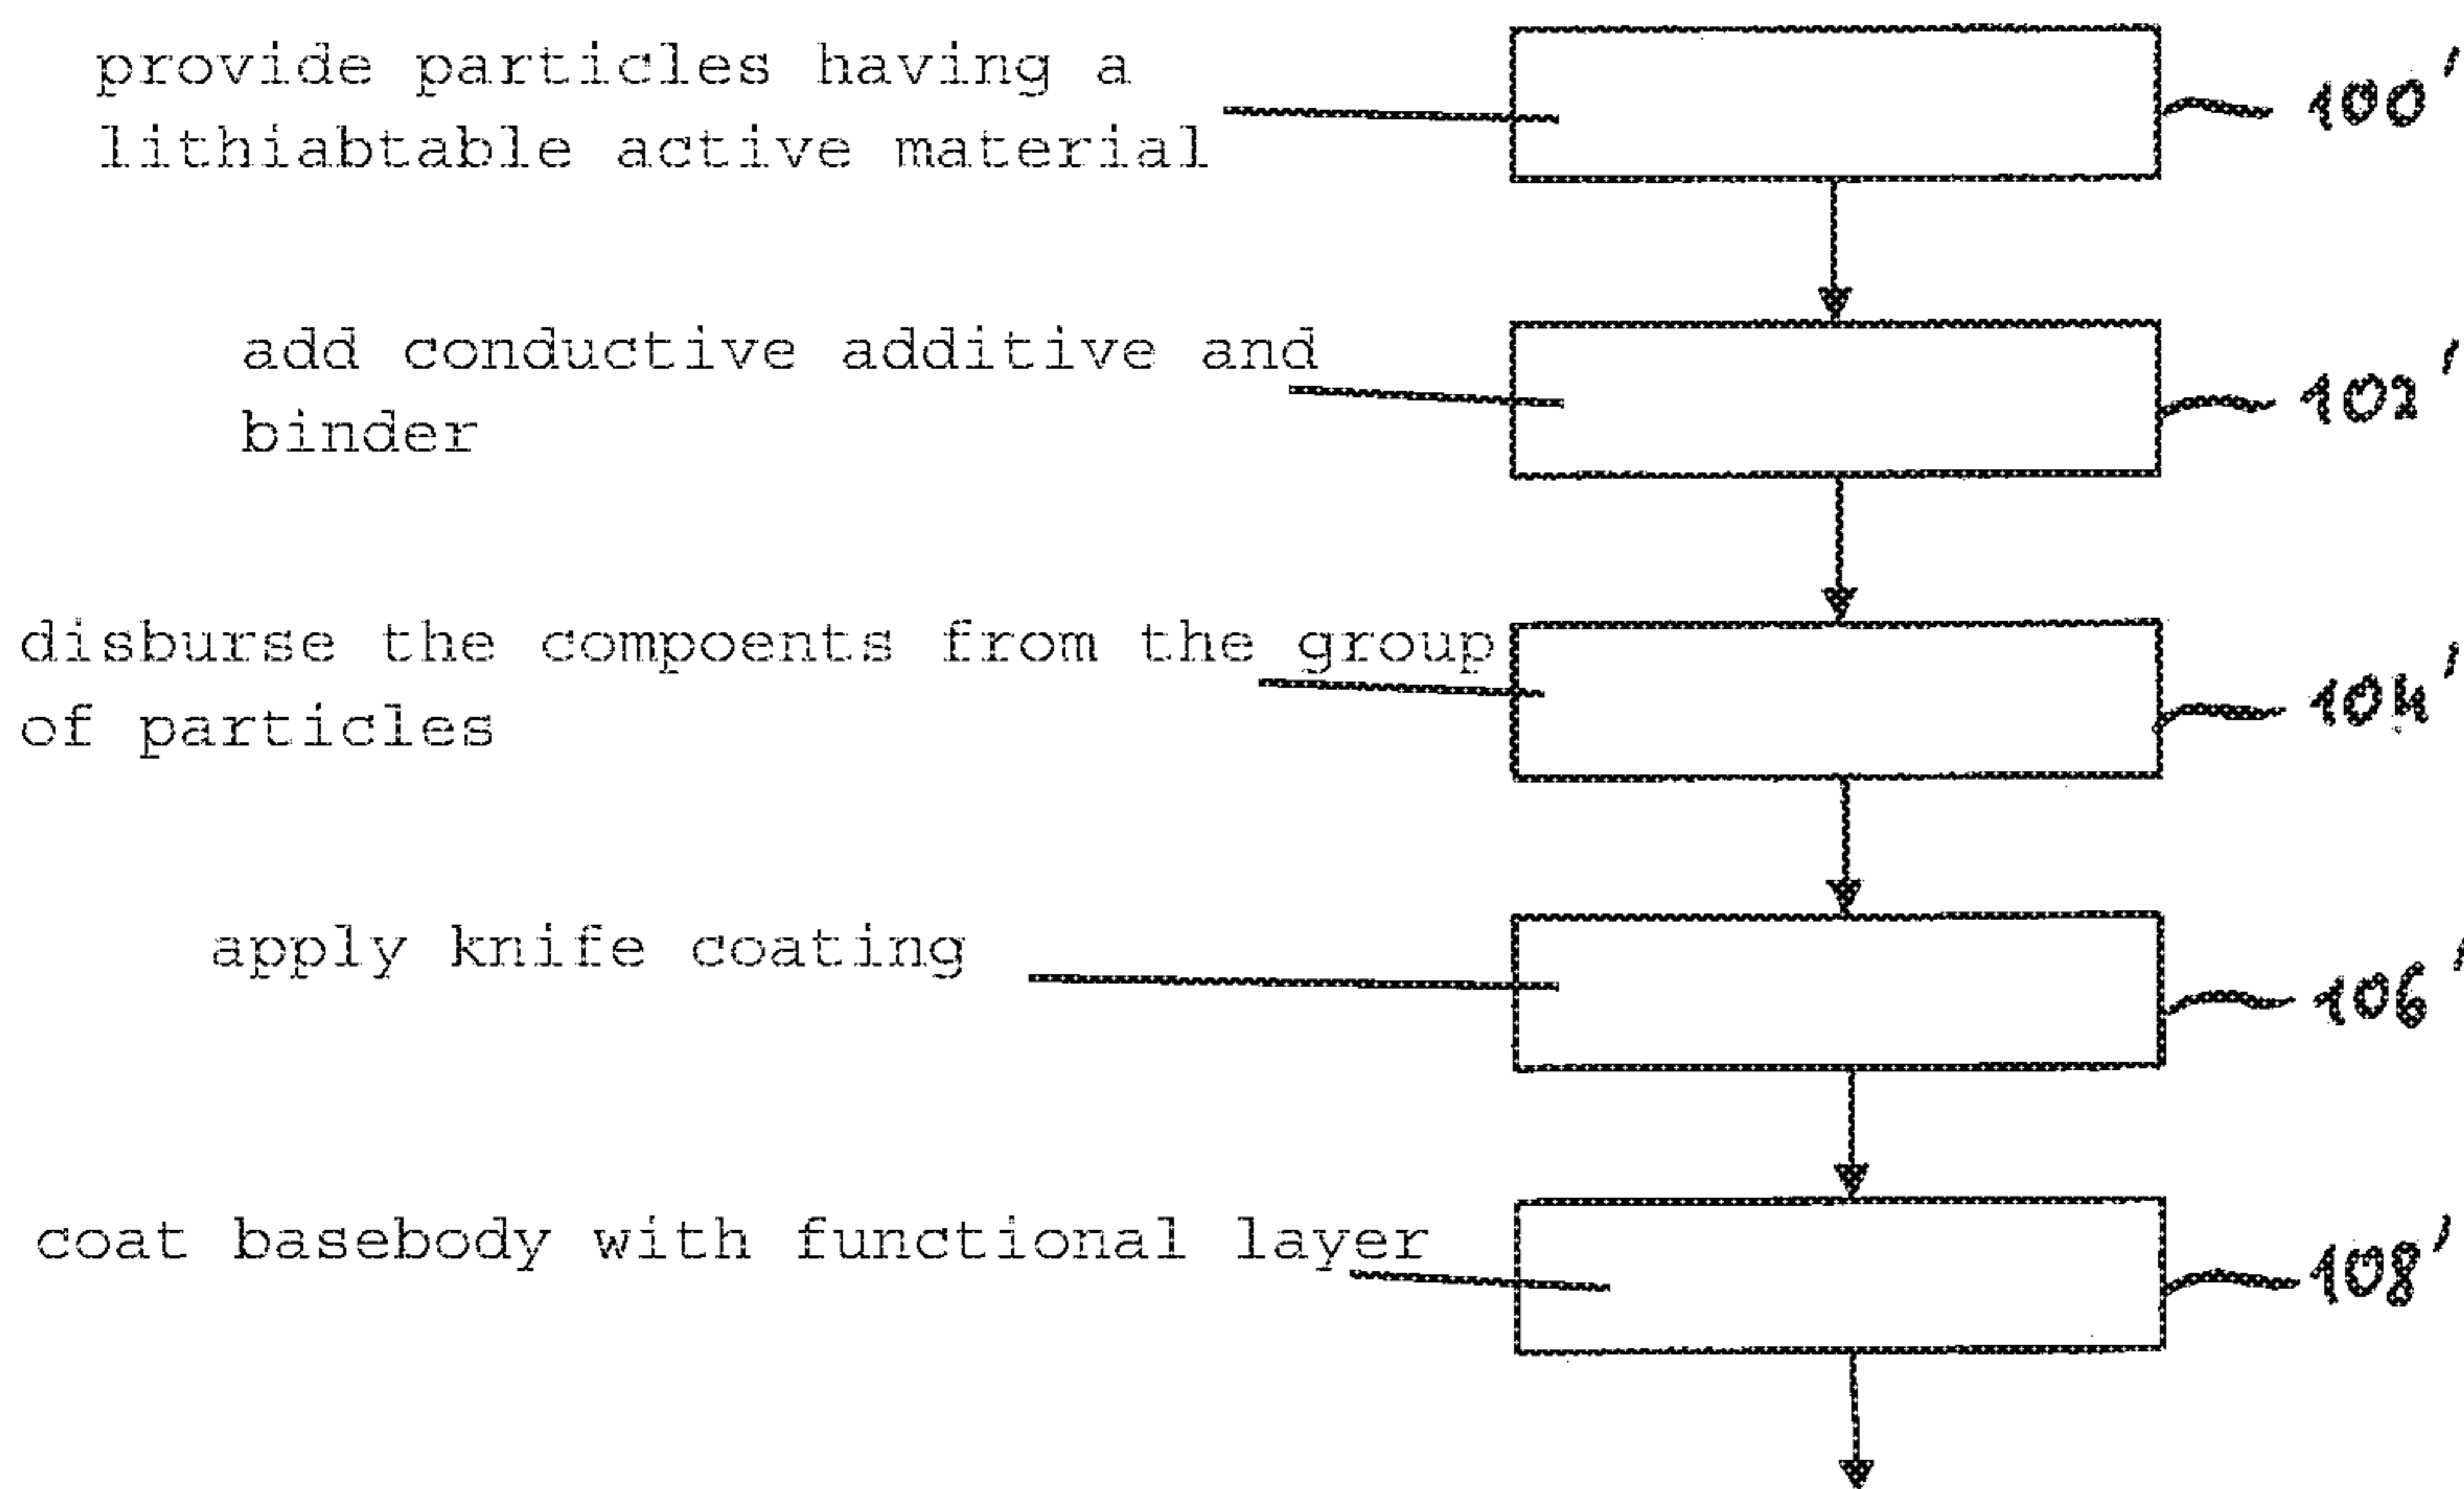 provide particles having a
lithiabtable active material
100'
add conductive additive and
binder
102'
disburse the compoents from the group
of particles
104'
apply knife coating
106'
coat basebody with functional layer
108'